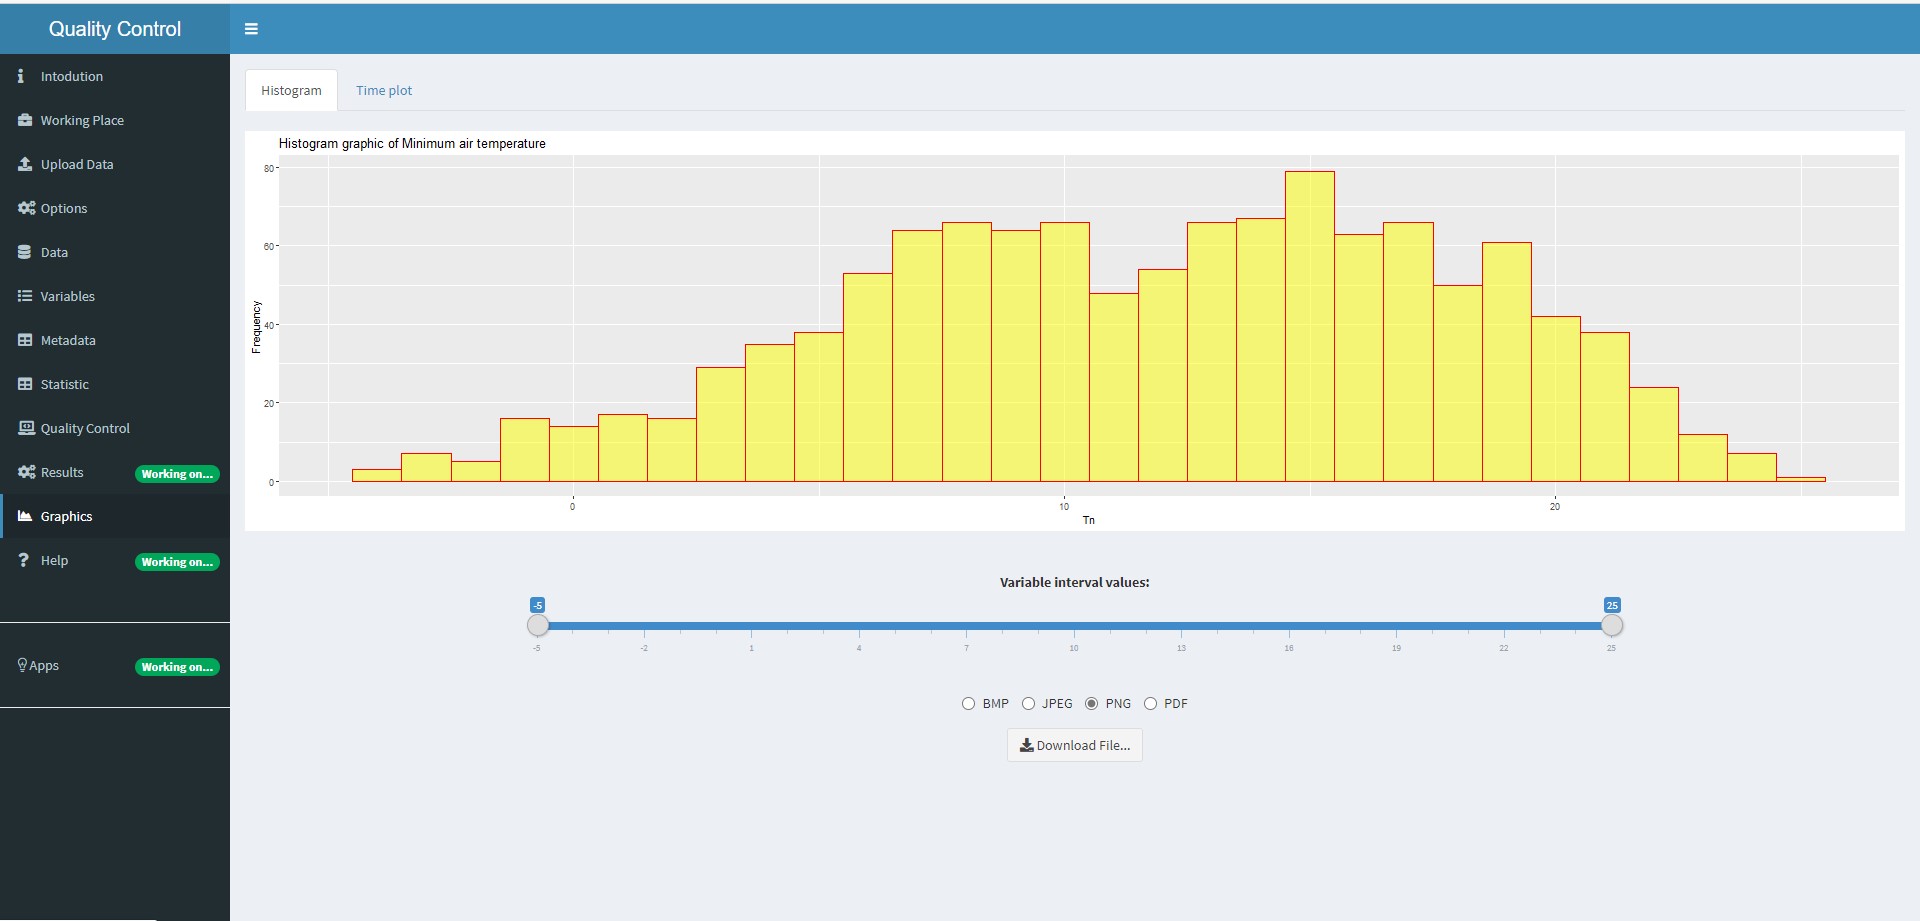 Quality Control
Intodution
Working Place
Upload Data
Options
Data
Variables
Metadata
Statistic
Quality Control
Results Working on...
Graphics
Help Working on...
Apps Working on...
Histogram Time plot
Histogram graphic of Minimum air temperature
80
60
40
20
0
Frequency
0 10 20
Tn
Variable interval values:
-5 25
-5 -2 1 4 7 10 13 16 19 22 25
BMP JPEG PNG PDF
Download File...